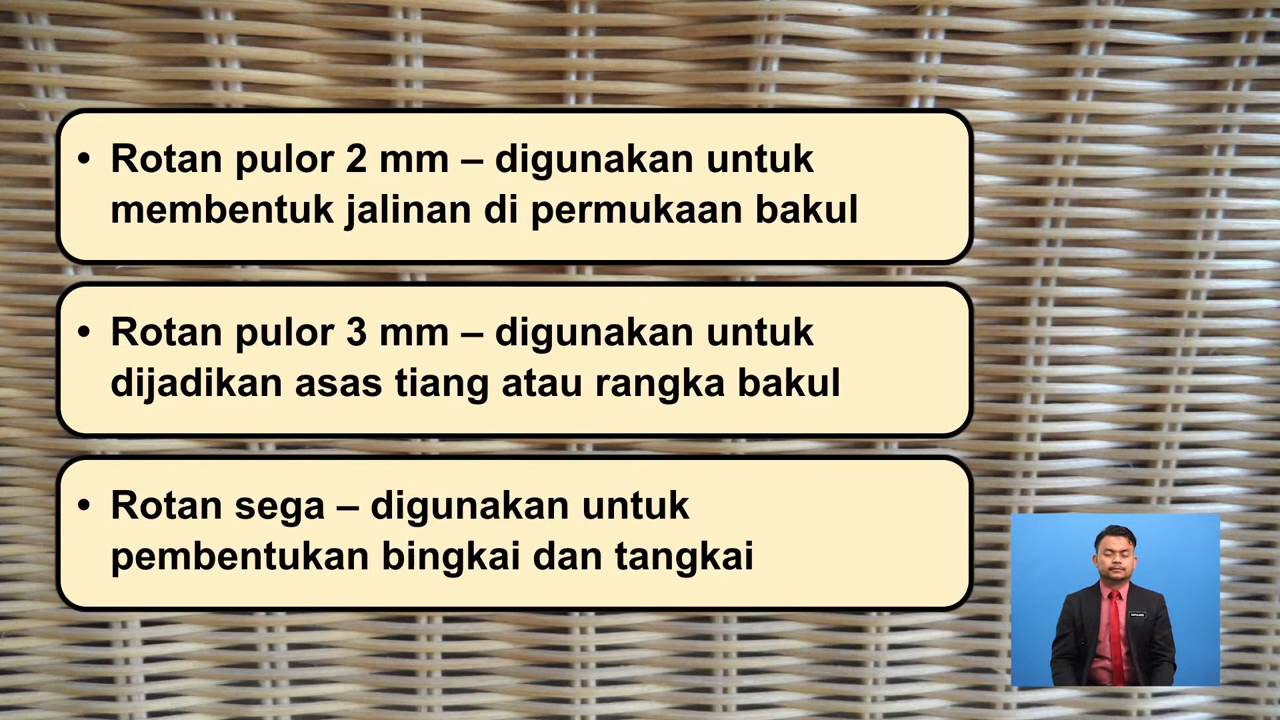 • Rotan pulor 2 mm – digunakan untuk
membentuk jalinan di permukaan bakul
• Rotan pulor 3 mm – digunakan untuk
dijadikan asas tiang atau rangka bakul
• Rotan sega – digunakan untuk
pembentukan bingkai dan tangkai